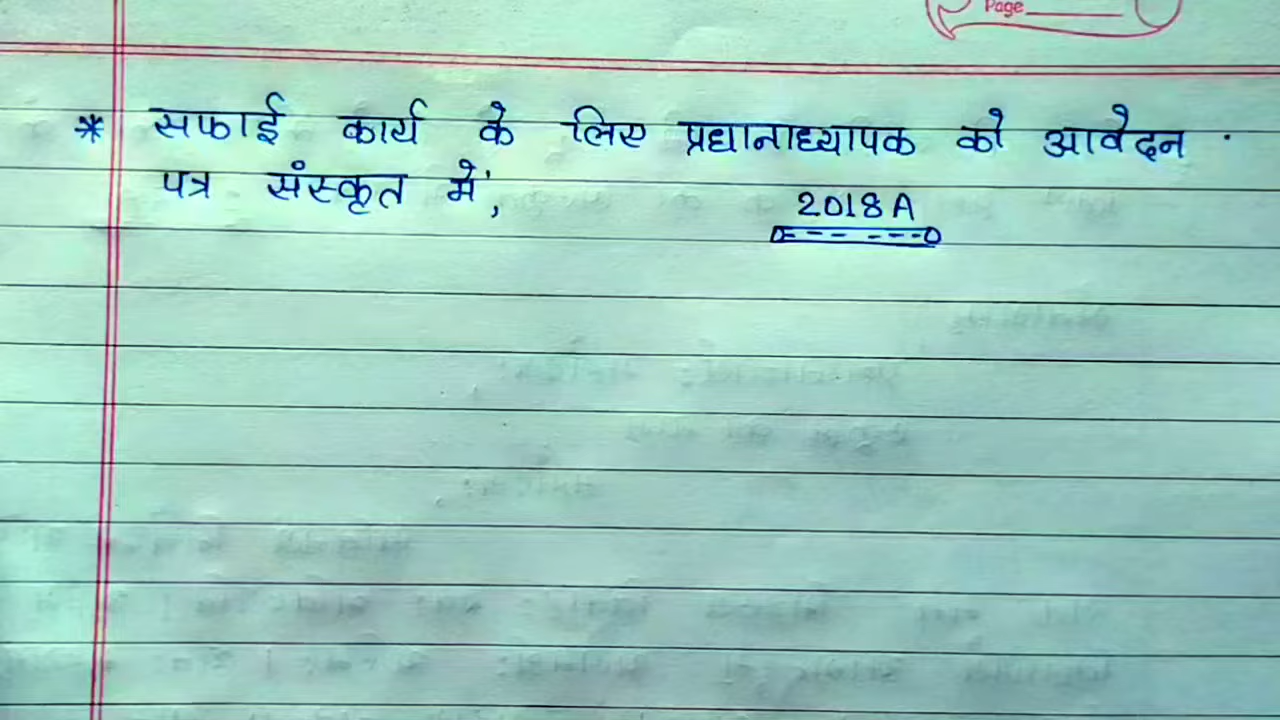 Page
* सफाई कार्य के लिए प्रधानाध्यापक को आवेदन
पत्र संस्कृत में,
2018 A